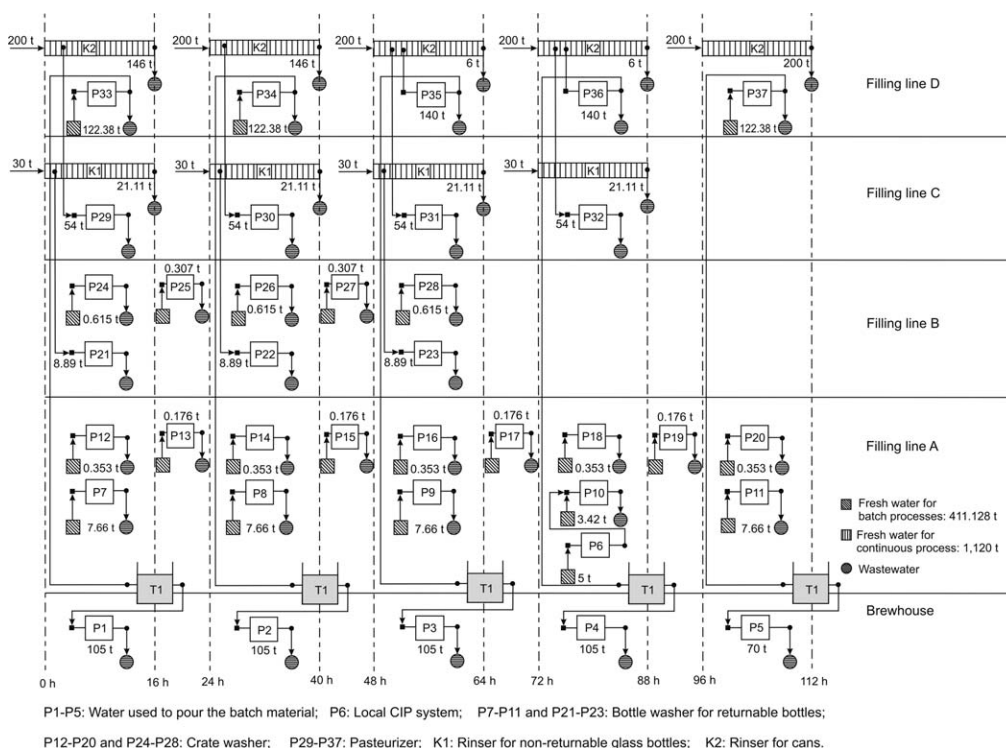 200 t K2 200 t K2 200 t K2 200 t K2 200 t
146 t 146 t 6 t 6 t 200 t
Filling line D
P33 P34 P35 P36 P37
122.38 t 122.38 t 140 t 140 t 122.38 t
30 t K1 30 t K1 30 t K1 30 t K1
21.11 t 21.11 t 21.11 t 21.11 t
Filling line C
P29 P30 P31 P32
54 t 54 t 54 t 54 t
0.307 t 0.307 t
P24 P25 P26 P27 P28
0.615 t 0.615 t 0.615 t
Filling line B
P21 P22 P23
8.89 t 8.89 t 8.89 t
0.176 t 0.176 t 0.176 t 0.176 t
P12 P13 P14 P15 P16 P17 P18 P19 P20
Filling line A
0.353 t 0.353 t 0.353 t 0.353 t 0.353 t
P7 P8 P9 P10 P11
7.66 t 7.66 t 7.66 t 3.42 t 7.66 t
P6
5 t
Fresh water for
batch processes: 411.128 t
Fresh water for
continuous process: 1,120 t
Wastewater
T1 T1 T1 T1 T1
Brewhouse
P1 P2 P3 P4 P5
105 t 105 t 105 t 105 t 70 t
0 h 16 h 24 h 40 h 48 h 64 h 72 h 88 h 96 h 112 h
P1-P5: Water used to pour the batch material; P6: Local CIP system; P7-P11 and P21-P23: Bottle washer for returnable bottles;
P12-P20 and P24-P28: Crate washer; P29-P37: Pasteurizer; K1: Rinser for non-returnable glass bottles; K2: Rinser for cans.